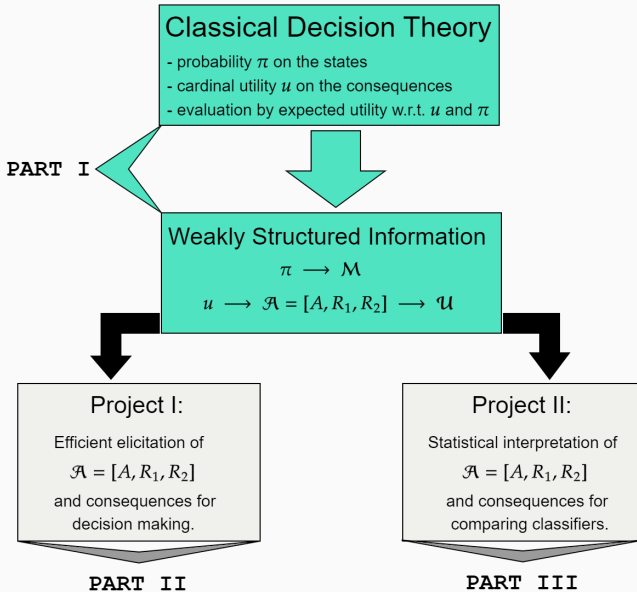 Classical Decision Theory
- probability π on the states
- cardinal utility u on the consequences
- evaluation by expected utility w.r.t. u and π
PART I
Weakly Structured Information
π ⟶ M
u ⟶ 𝒜 = [A, R₁, R₂] ⟶ 𝒰
Project I:
Efficient elicitation of
𝒜 = [A, R₁, R₂]
and consequences for
decision making.
PART II
Project II:
Statistical interpretation of
𝒜 = [A, R₁, R₂]
and consequences for
comparing classifiers.
PART III